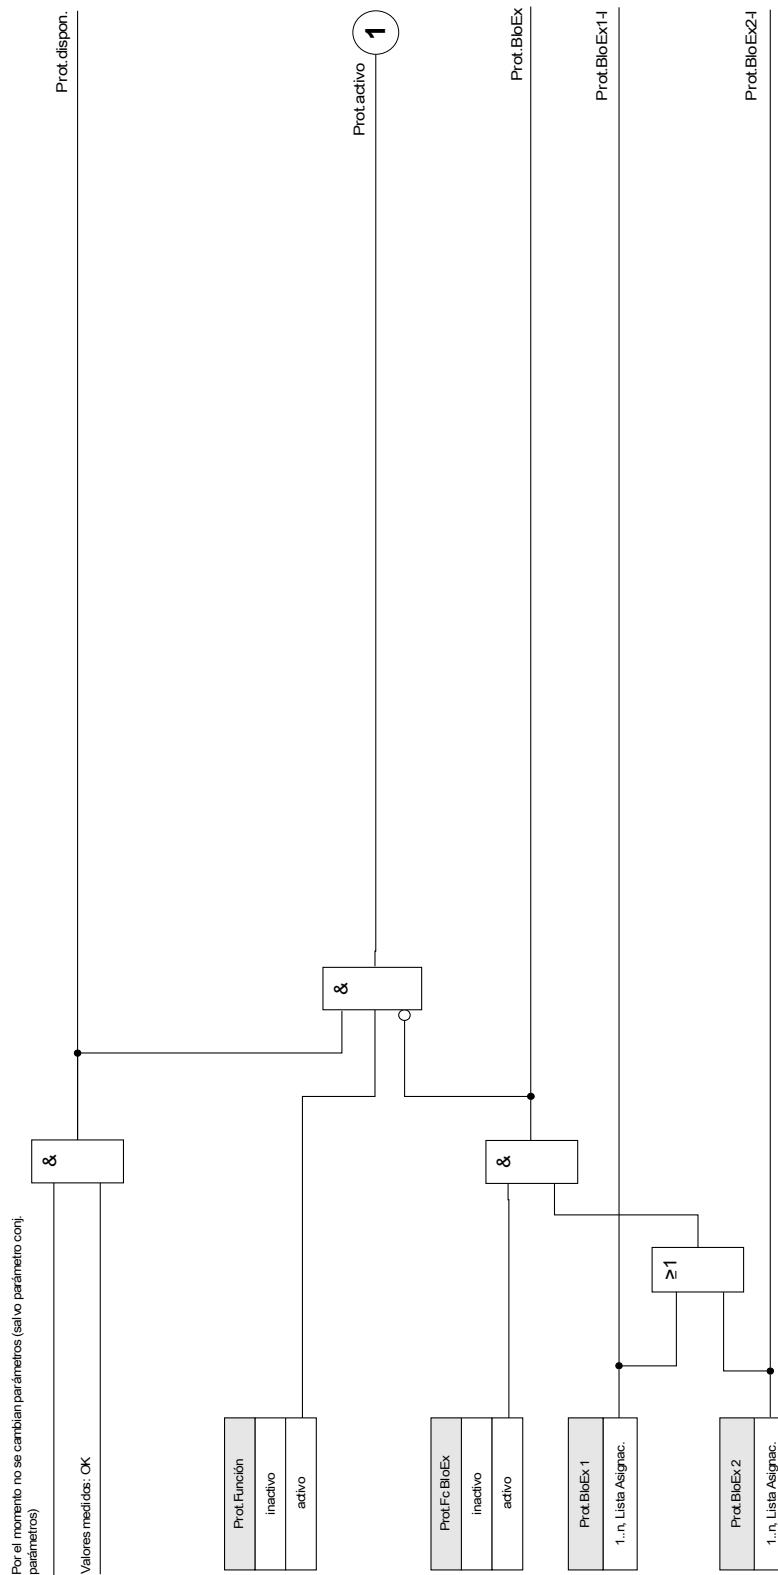 Por el momento no se cambian parámetros (salvo parámetro conj.
parámetros)
Valores medidos: OK
&
Prot.dispon.
Prot.Función
inactivo
activo
&
Prot.activo
1
Prot.Fc BloEx
inactivo
activo
&
Prot.BloEx
Prot.BloEx 1
1..n, Lista Asignac.
Prot.BloEx1-I
≥1
Prot.BloEx 2
1..n, Lista Asignac.
Prot.BloEx2-I